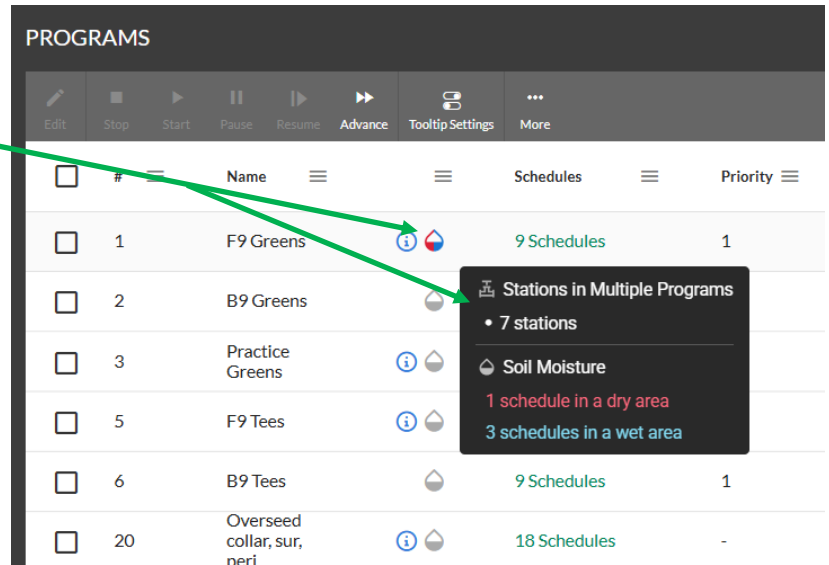 PROGRAMS
Edit Stop Start Pause Resume Advance Tooltip Settings More
# Name Schedules Priority
1 F9 Greens 9 Schedules 1
2 B9 Greens
3 Practice Greens
5 F9 Tees
6 B9 Tees 9 Schedules 1
20 Overseed collar, sur, peri 18 Schedules -
Stations in Multiple Programs
• 7 stations
Soil Moisture
1 schedule in a dry area
3 schedules in a wet area